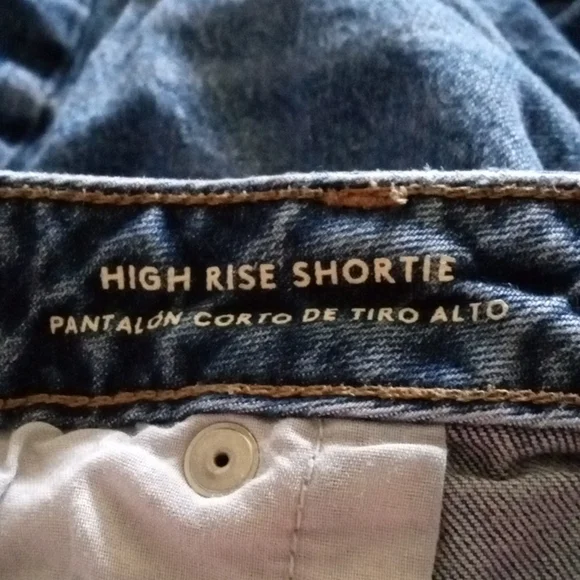 HIGH RISE SHORTIE
PANTALÓN CORTO DE TIRO ALTO